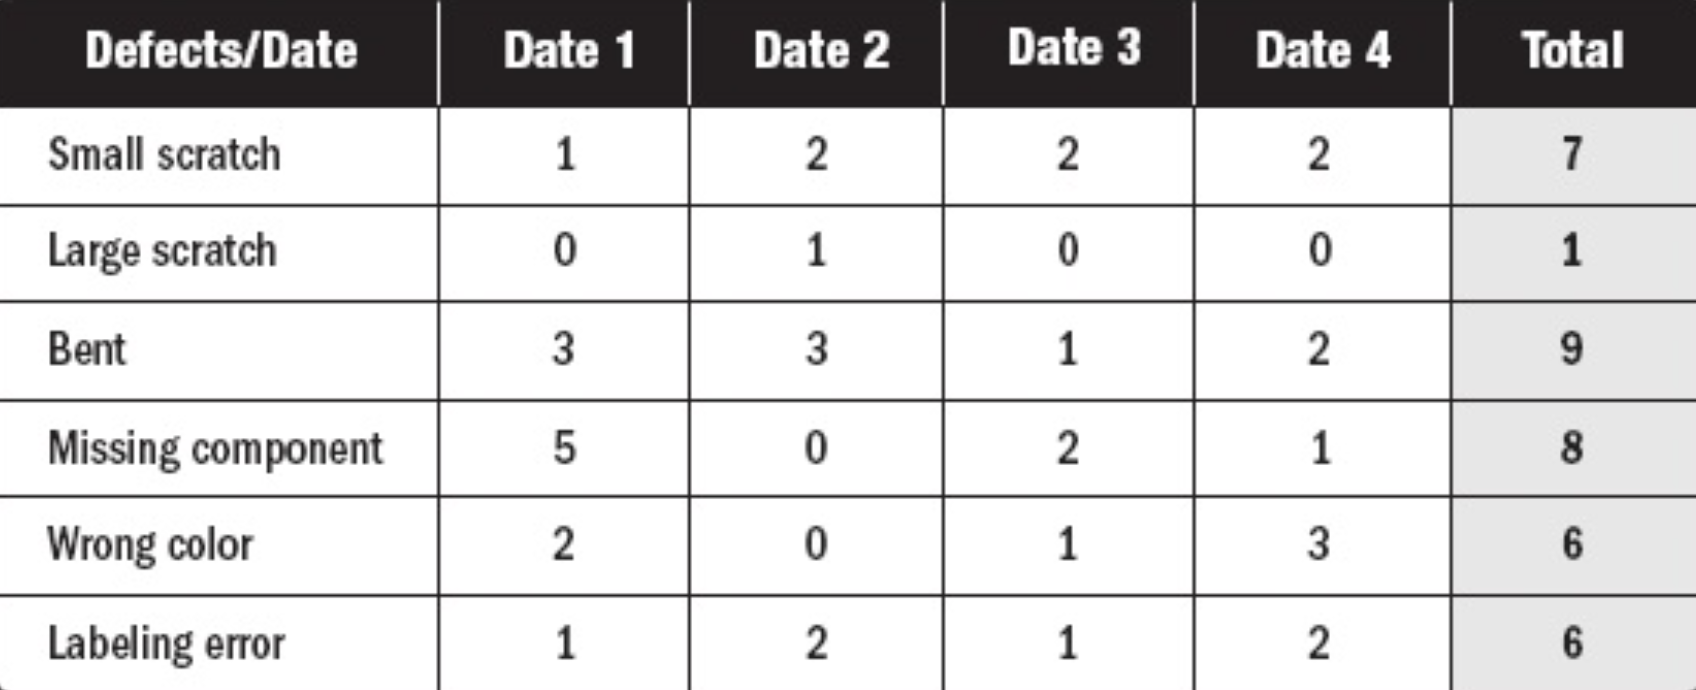 Defects/Date Date 1 Date 2 Date 3 Date 4 Total
Small scratch 1 2 2 2 7
Large scratch 0 1 0 0 1
Bent 3 3 1 2 9
Missing component 5 0 2 1 8
Wrong color 2 0 1 3 6
Labeling error 1 2 1 2 6